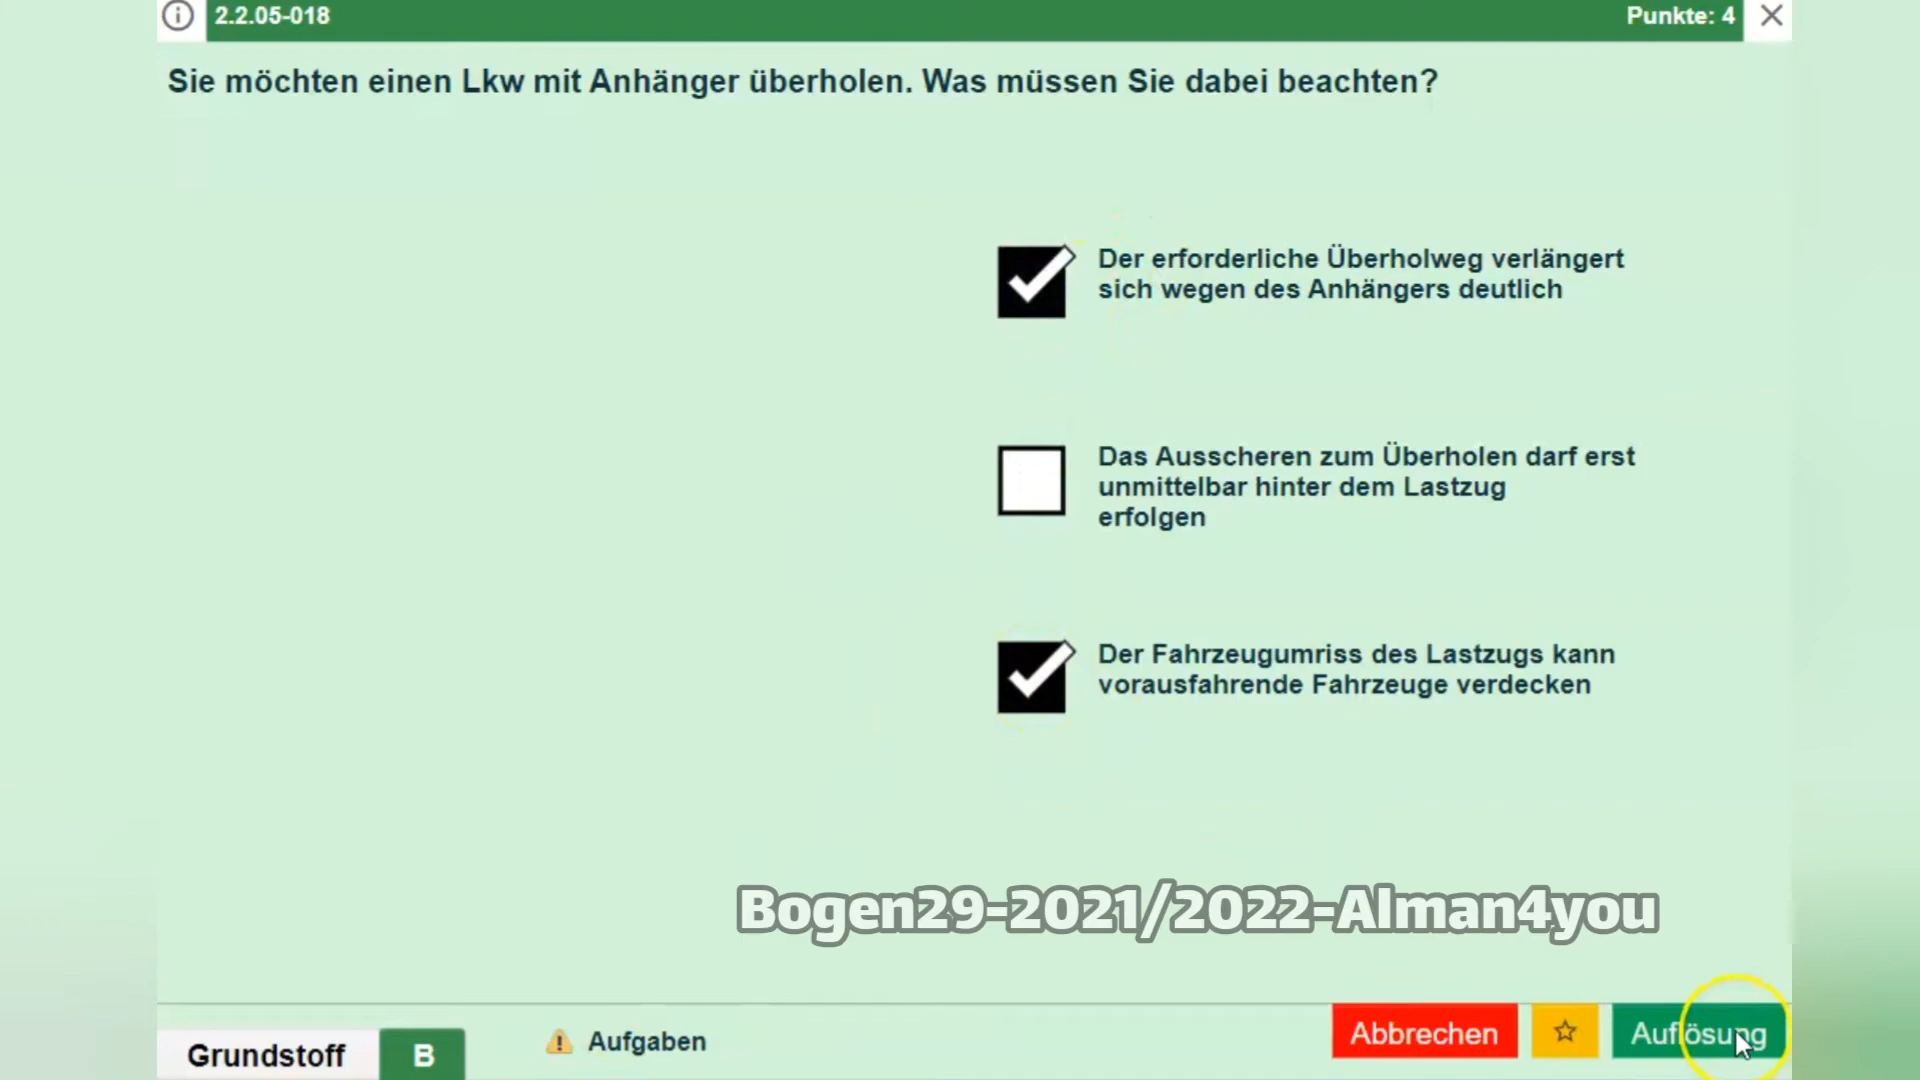 2.2.05-018
Punkte: 4
Sie möchten einen Lkw mit Anhänger überholen. Was müssen Sie dabei beachten?
Der erforderliche Überholweg verlängert
sich wegen des Anhängers deutlich
Das Ausscheren zum Überholen darf erst
unmittelbar hinter dem Lastzug
erfolgen
Der Fahrzeugumriss des Lastzugs kann
vorausfahrende Fahrzeuge verdecken
Bogen29-2021/2022-Alman4you
Grundstoff
B
Aufgaben
Abbrechen
Auflösung